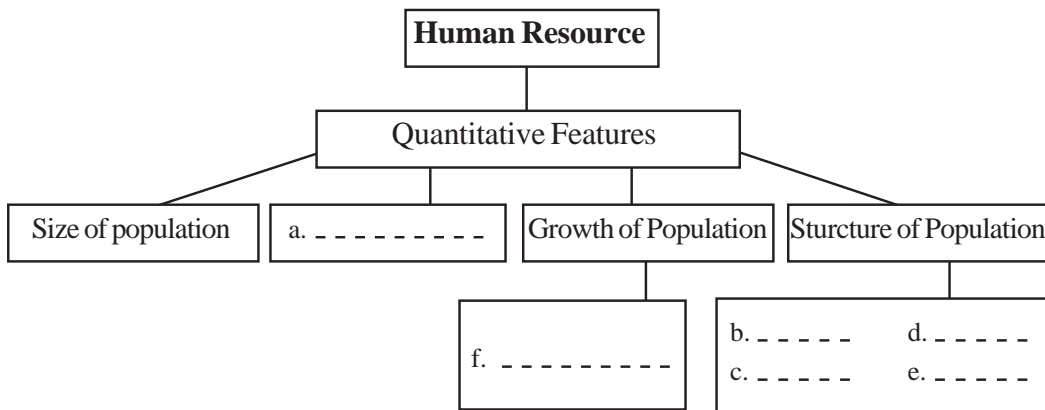 Human Resource
Quantitative Features
Size of population
a. _ _ _ _ _ _ _ _ _
Growth of Population
Sturcture of Population
f. _ _ _ _ _ _ _ _ _
b. _ _ _ _ _ d. _ _ _ _ _
c. _ _ _ _ _ e. _ _ _ _ _